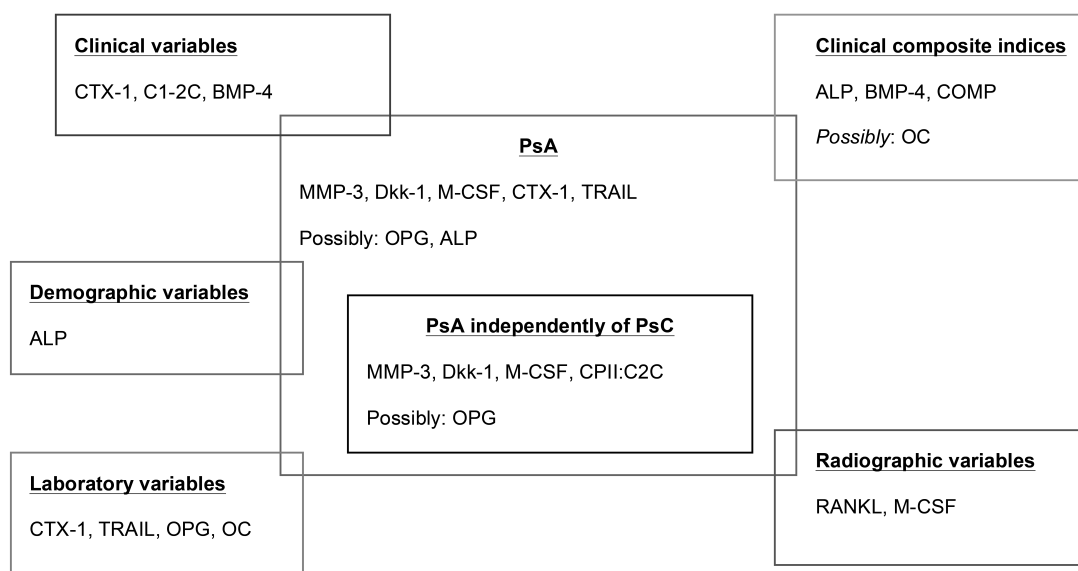 Clinical variables
CTX-1, C1-2C, BMP-4
Clinical composite indices
ALP, BMP-4, COMP
Possibly: OC
PsA
MMP-3, Dkk-1, M-CSF, CTX-1, TRAIL
Possibly: OPG, ALP
Demographic variables
ALP
PsA independently of PsC
MMP-3, Dkk-1, M-CSF, CPII:C2C
Possibly: OPG
Laboratory variables
CTX-1, TRAIL, OPG, OC
Radiographic variables
RANKL, M-CSF